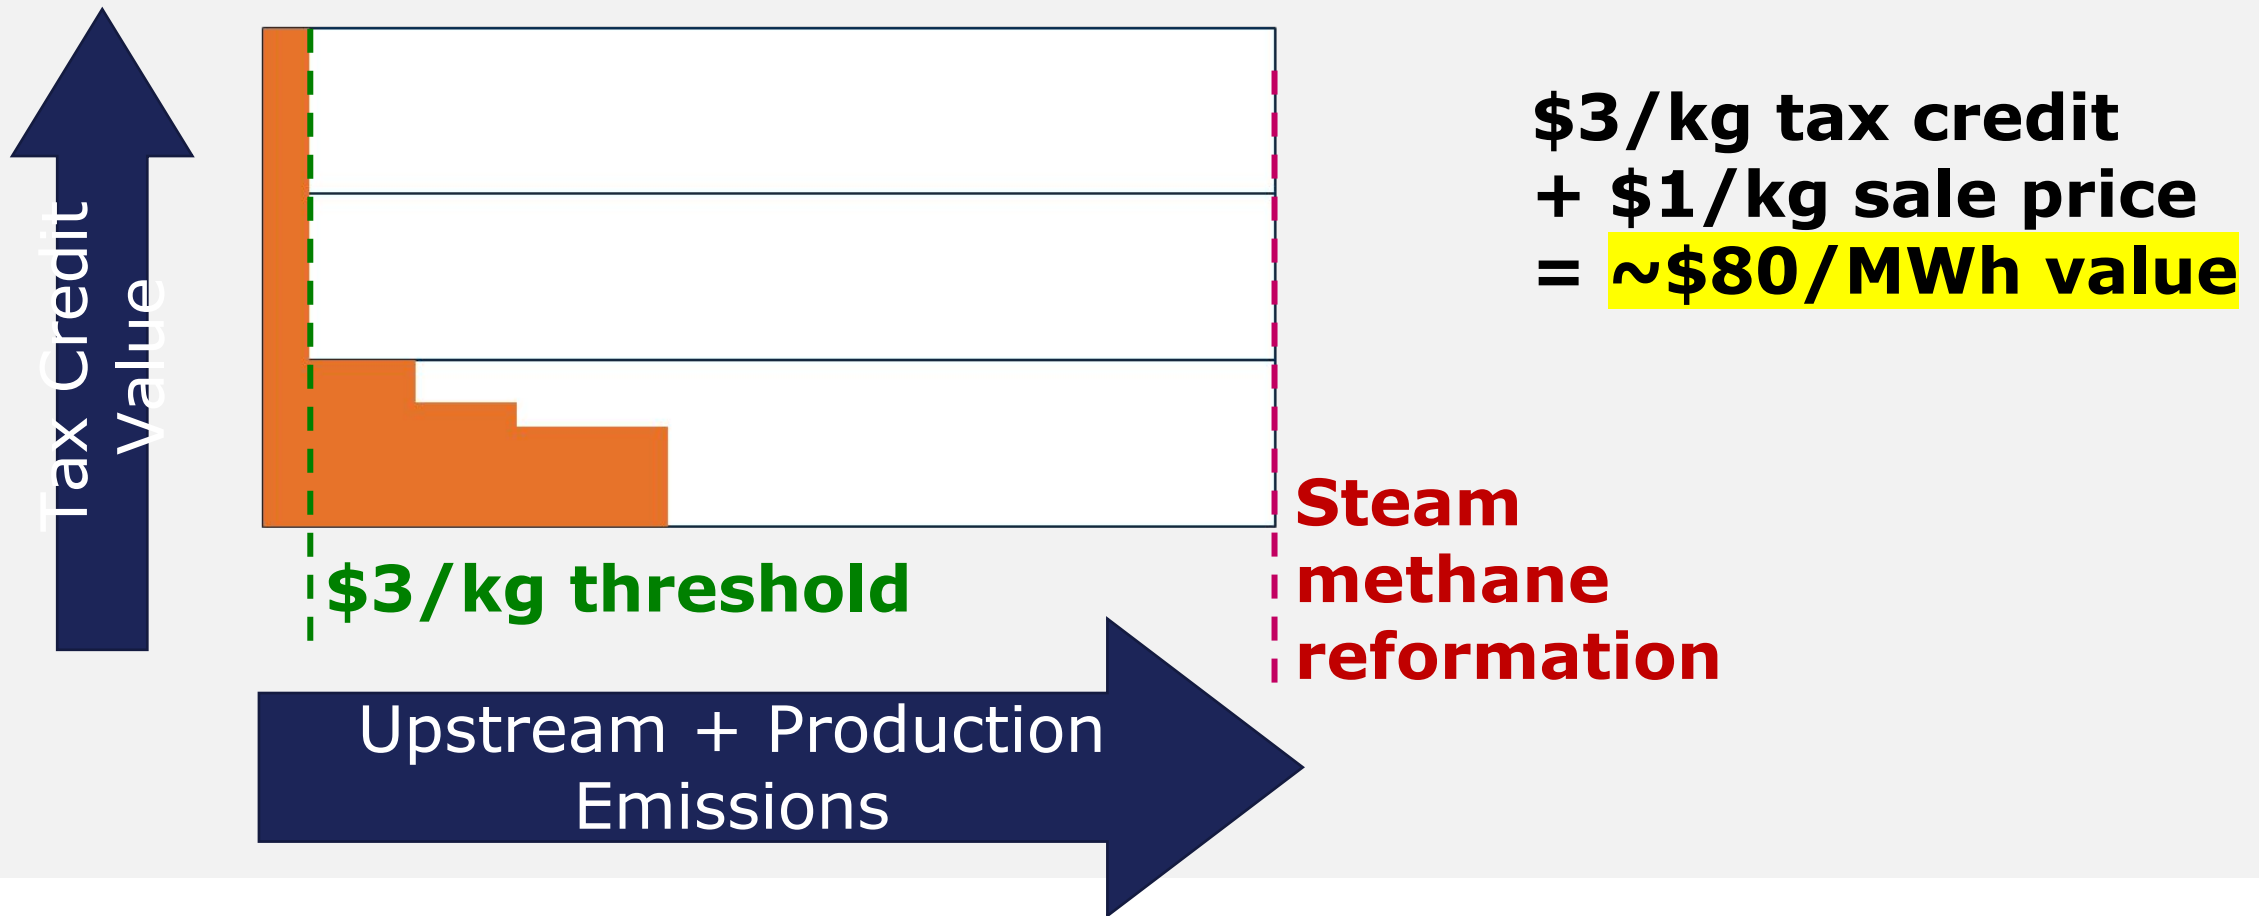 Tax Credit
Value
$3/kg tax credit
+ $1/kg sale price
= ~$80/MWh value
$3/kg threshold
Steam
methane
reformation
Upstream + Production
Emissions